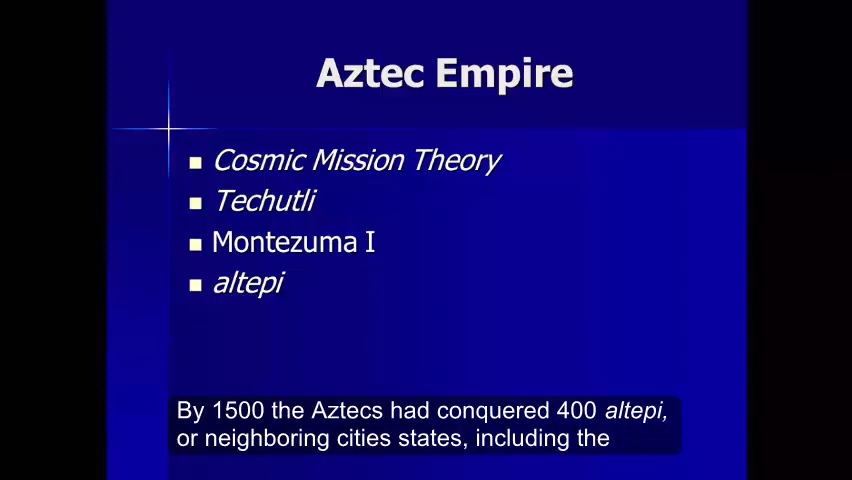 Aztec Empire
Cosmic Mission Theory
Techutli
Montezuma I
altepi
By 1500 the Aztecs had conquered 400 altepi,
or neighboring cities states, including the